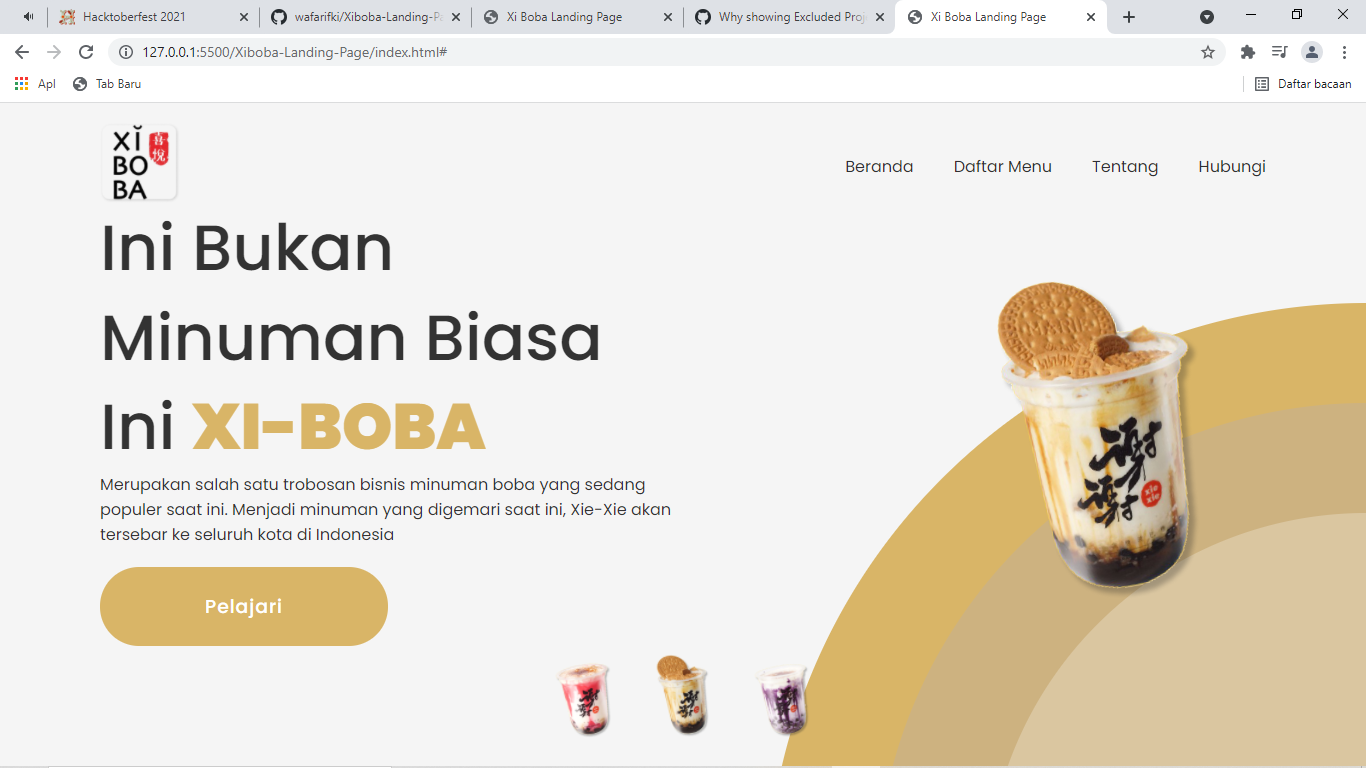 Hacktoberfest 2021
wafarifki/Xiboba-Landing-Pa
Xi Boba Landing Page
Why showing Excluded Proj
Xi Boba Landing Page
127.0.0.1:5500/Xiboba-Landing-Page/index.html#
Apl
Tab Baru
Daftar bacaan
XǏ
BO
BA
喜悅
Beranda
Daftar Menu
Tentang
Hubungi
Ini Bukan
Minuman Biasa
Ini XI-BOBA
Merupakan salah satu trobosan bisnis minuman boba yang sedang
populer saat ini. Menjadi minuman yang digemari saat ini, Xie-Xie akan
tersebar ke seluruh kota di Indonesia
Pelajari
謝謝
xie
xie